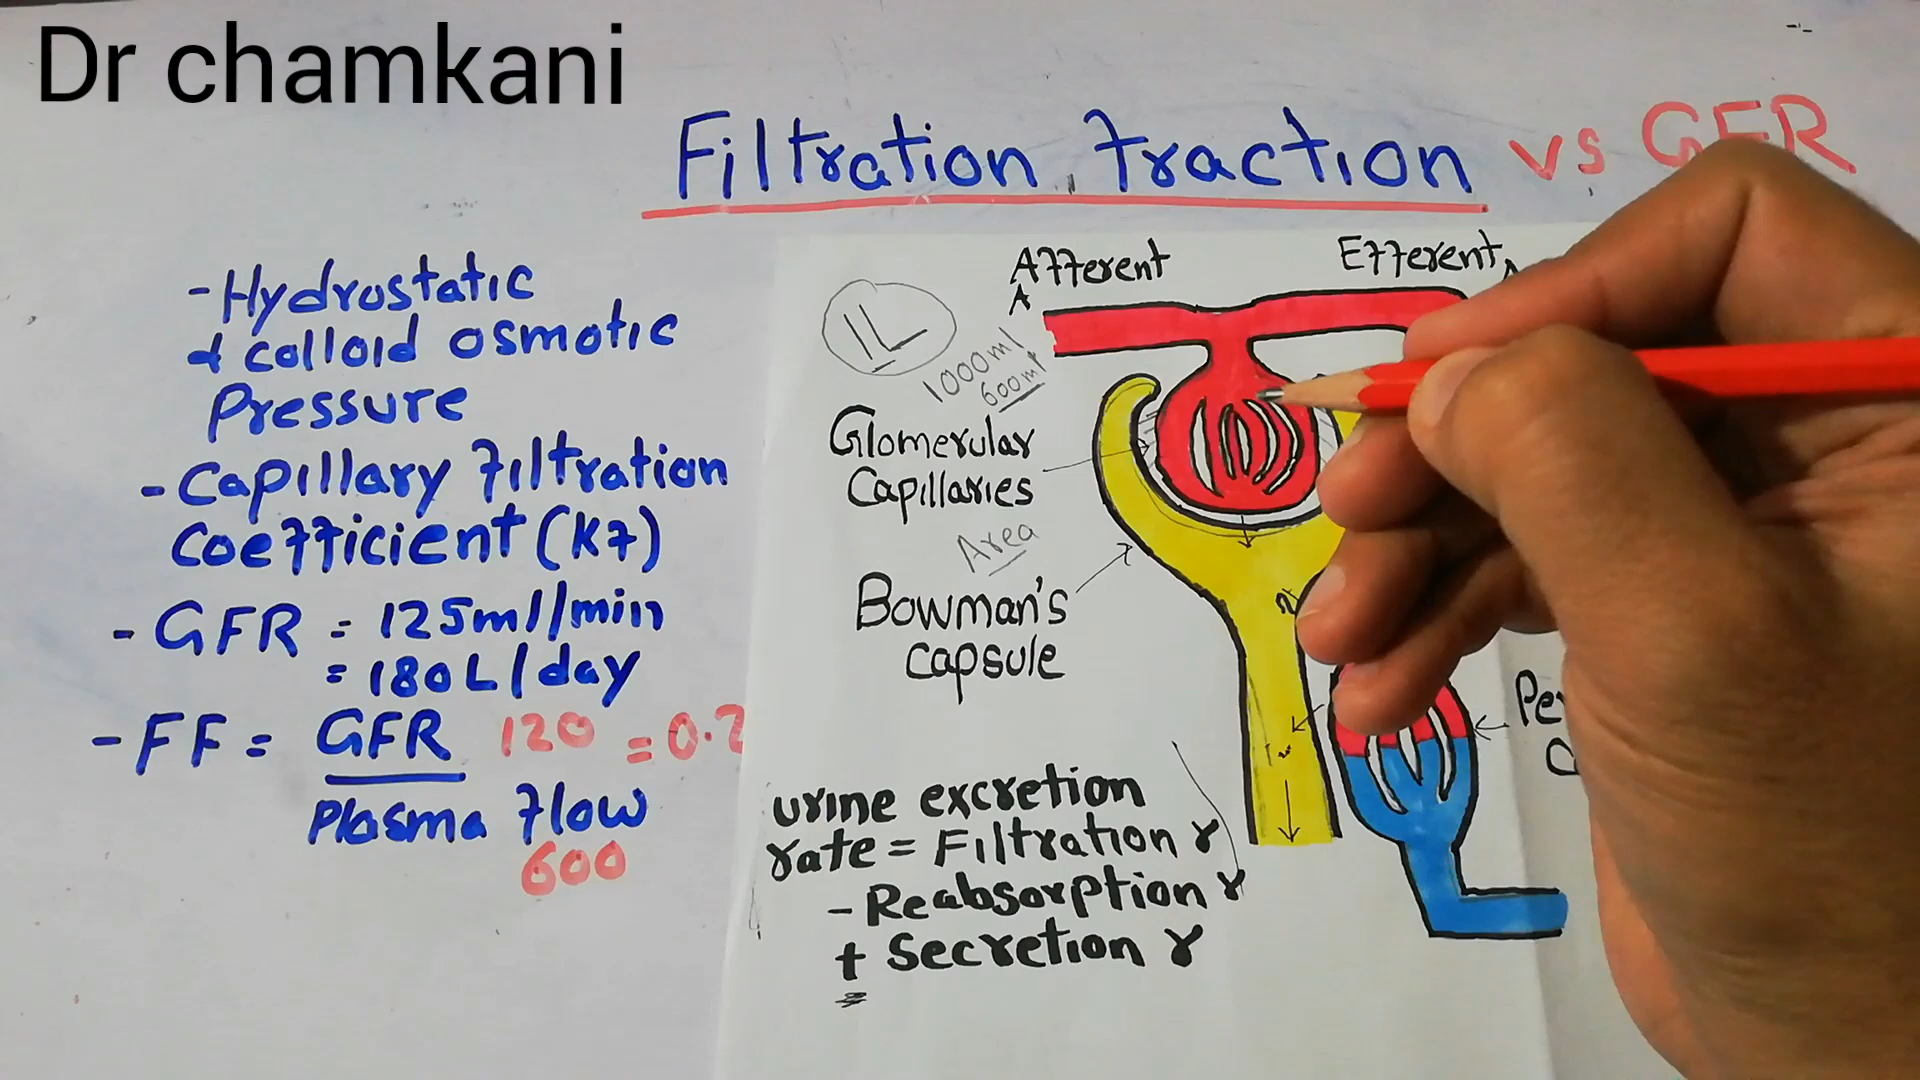 Dr chamkani
Filtration fraction vs GFR
-Hydrostatic
& colloid osmotic
Pressure
-Capillary filtration
Coefficient (Kf)
- GFR = 125ml/min
= 180L/day
- FF = GFR 120 = 0.2
Plasma flow
600
Afferent
A
Efferent
1L
1000ml
600ml
Glomerular
Capillaries
Area
Bowman's
capsule
urine excretion
rate = Filtration r
- Reabsorption r
+ Secretion r